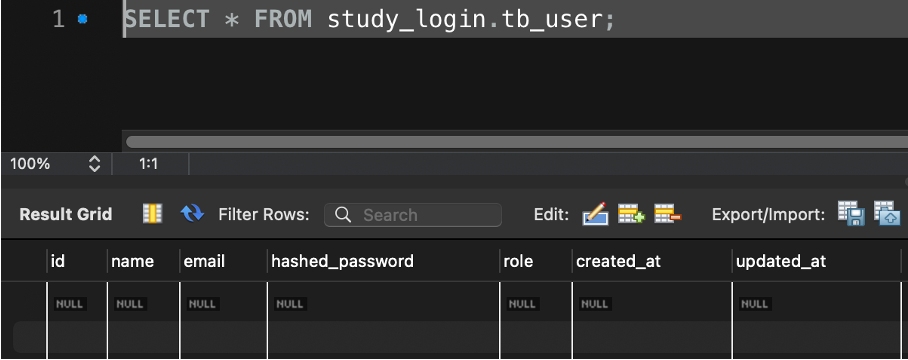 1 SELECT * FROM study_login.tb_user;
100% 1:1
Result Grid Filter Rows: Search Edit: Export/Import:
id name email hashed_password role created_at updated_at
NULL NULL NULL NULL NULL NULL NULL